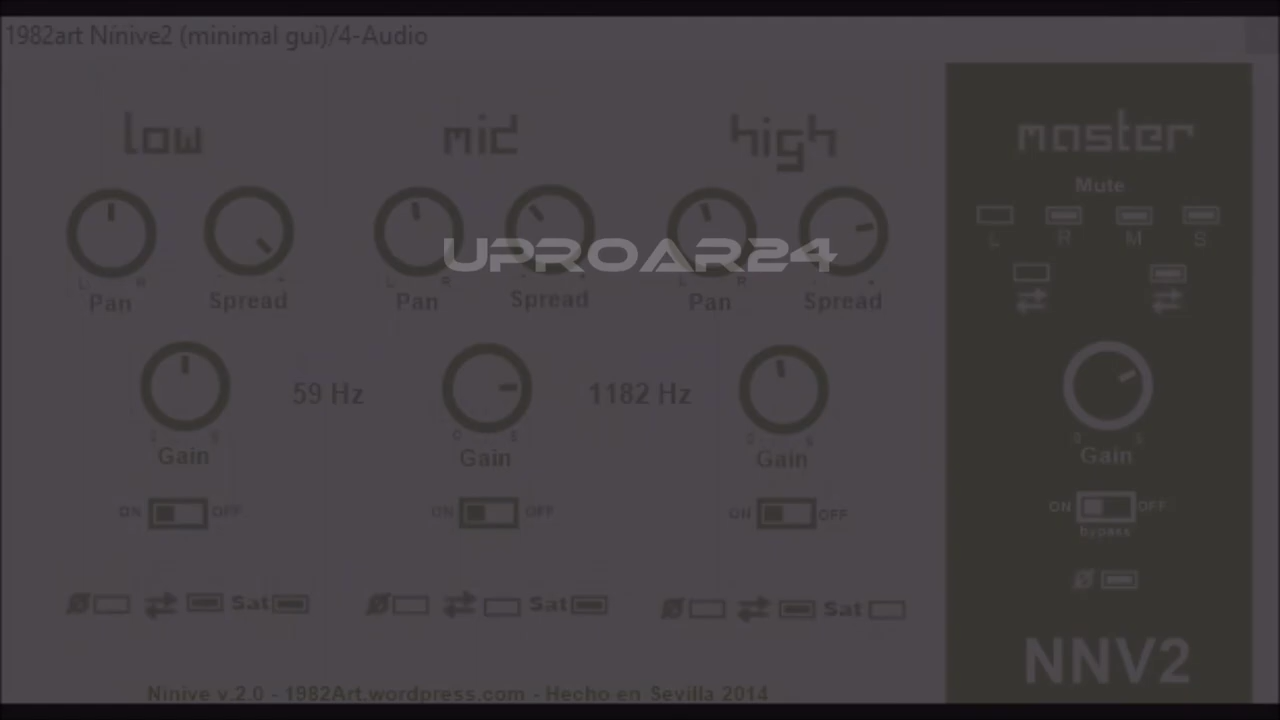 1982art Ninive2 (minimal gui)/4-Audio
low mid high master
Mute
L R M S
UPROAR24
L R L R L R
Pan Spread Pan Spread Pan Spread
59 Hz 1182 Hz
Gain Gain Gain Gain
ON OFF ON OFF ON OFF ON OFF
bypass
Ø Sat Ø Sat Ø Sat Ø
NNV2
Ninive v.2.0 - 1982Art.wordpress.com - Hecho en Sevilla 2014